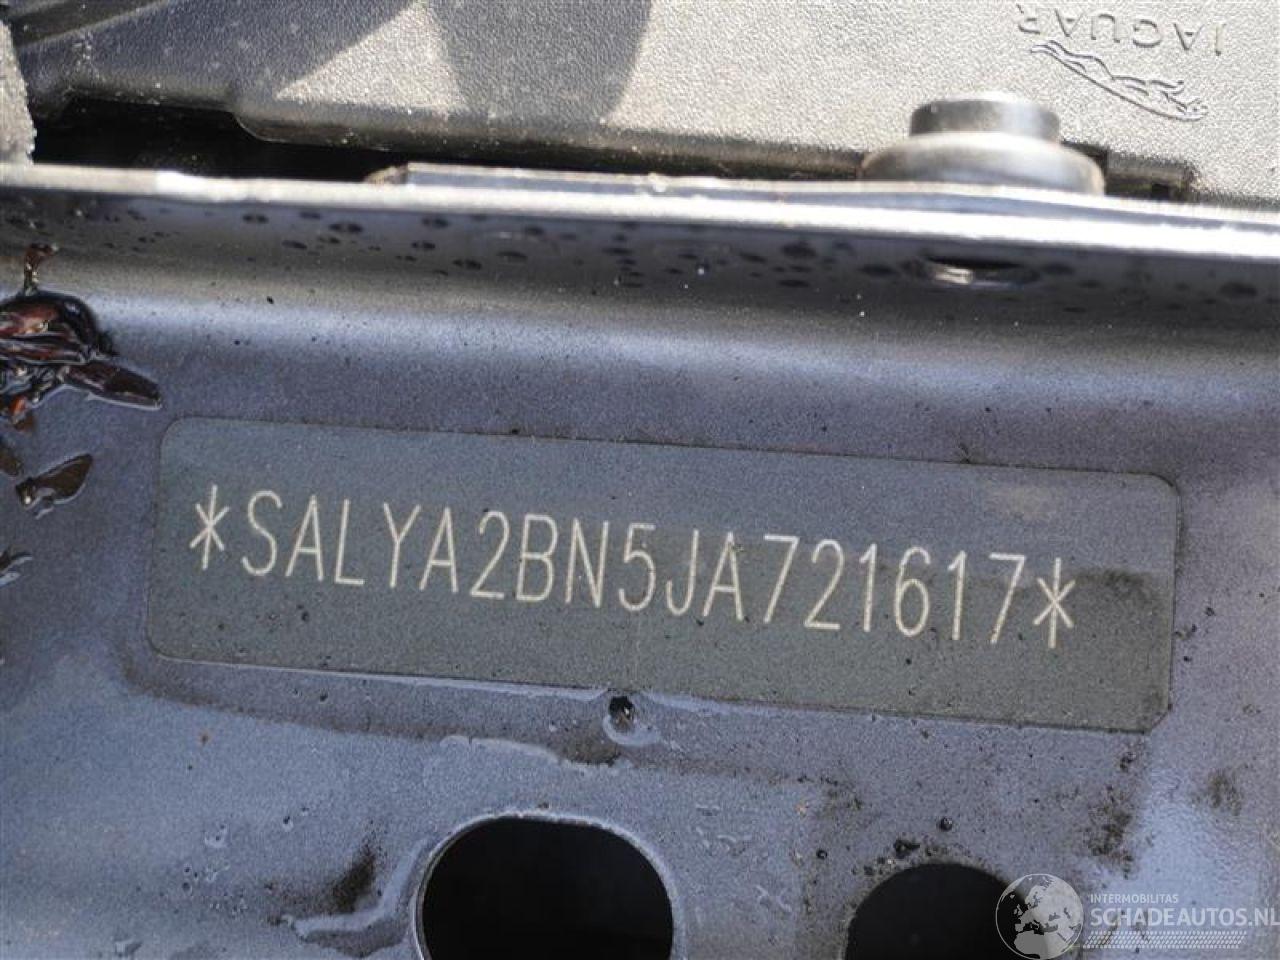 JAGUAR
*SALYA2BN5JA721617*
INTERMOBILITAS
SCHADEAUTOS.NL